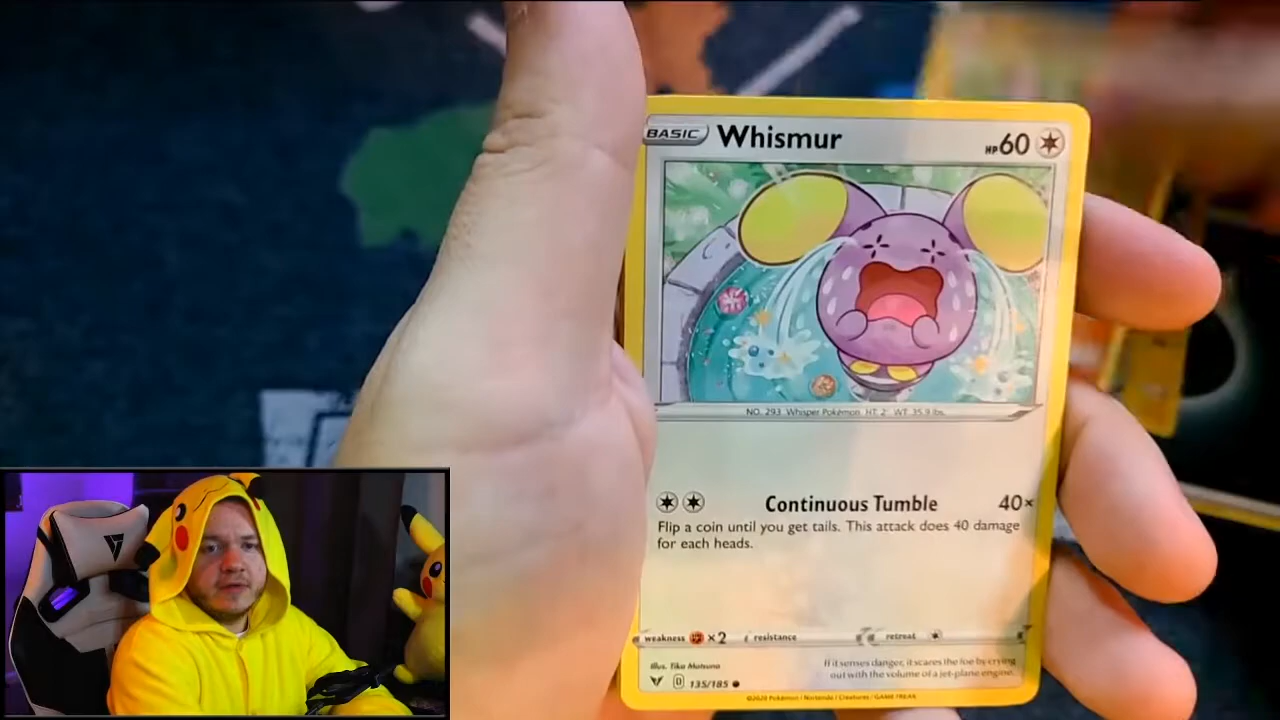 BASIC Whismur HP 60
NO. 293 Whisper Pokémon HT: 2' WT: 35.9 lbs.
Continuous Tumble 40×
Flip a coin until you get tails. This attack does 40 damage
for each heads.
weakness ×2 resistance retreat
Illus. Tika Matsuno
If it senses danger, it scares the foe by crying
out with the volume of a jet-plane engine.
D 135/185
©2020 Pokémon / Nintendo / Creatures / GAME FREAK